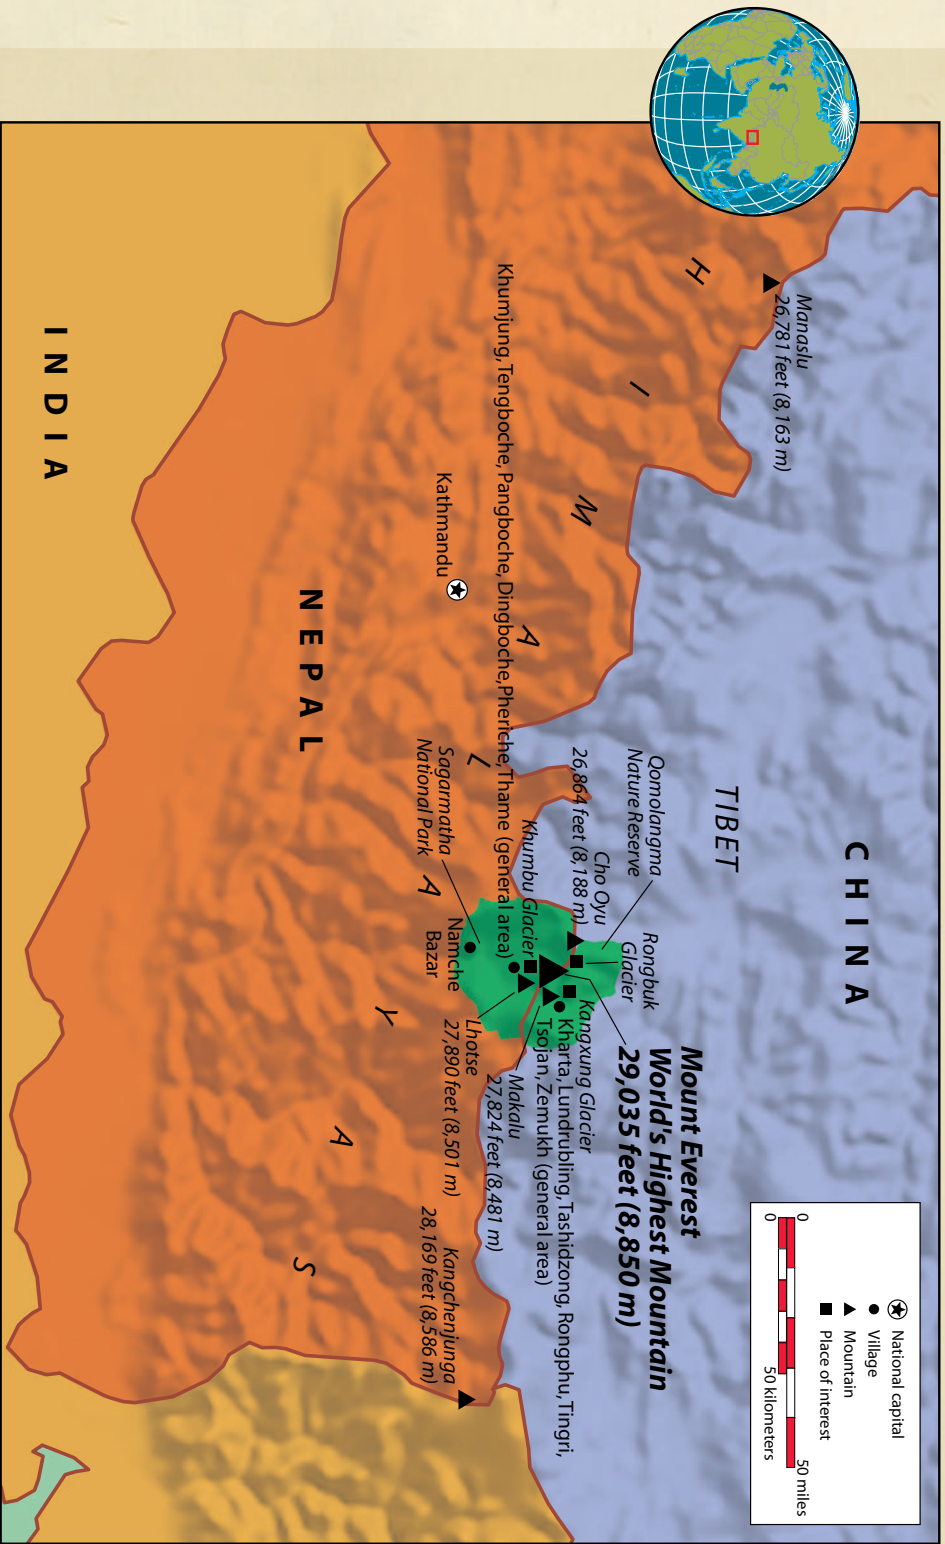 National capital
Village
Mountain
Place of interest
0
50 miles
0
50 kilometers
CHINA
TIBET
Manaslu
26,781 feet (8,163 m)
Mount Everest
World's Highest Mountain
29,035 feet (8,850 m)
Qomolangma
Nature Reserve
Rongbuk
Glacier
Cho Oyu
26,864 feet (8,188 m)
Kangxung Glacier
Kharta, Lundrubling, Tashidzong, Rongphu, Tingri,
Tsojan, Zemukh (general area)
Khumbu Glacier
Khumjung, Tengboche, Pangboche, Dingboche, Pheriche, Thame (general area)
Makalu
27,824 feet (8,481 m)
Lhotse
27,890 feet (8,501 m)
Kangchenjunga
28,169 feet (8,586 m)
Namche
Bazar
Sagarmatha
National Park
Kathmandu
HIMALAYAS
NEPAL
INDIA